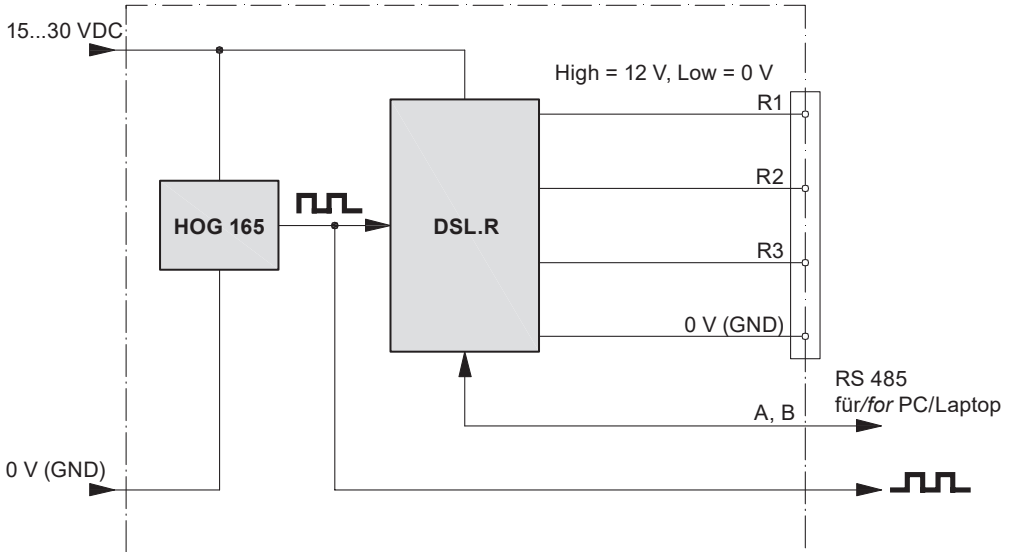 15...30 VDC
High = 12 V, Low = 0 V
R1
R2
HOG 165
DSL.R
R3
0 V (GND)
RS 485
für/for PC/Laptop
A, B
0 V (GND)